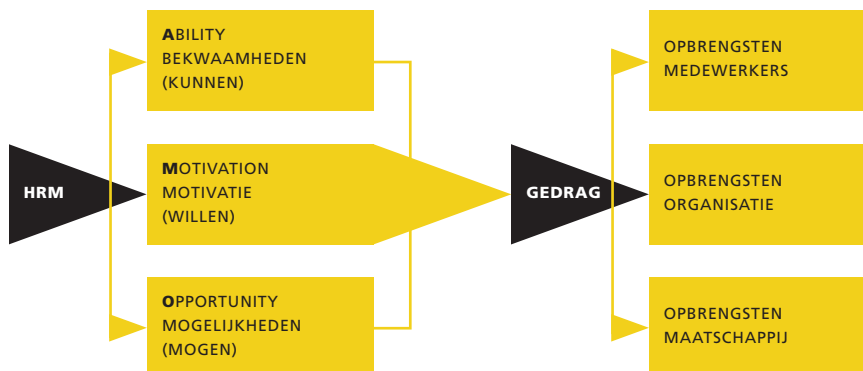 ABILITY
BEKWAAMHEDEN
(KUNNEN)
HRM
MOTIVATION
MOTIVATIE
(WILLEN)
OPPORTUNITY
MOGELIJKHEDEN
(MOGEN)
GEDRAG
OPBRENGSTEN
MEDEWERKERS
OPBRENGSTEN
ORGANISATIE
OPBRENGSTEN
MAATSCHAPPIJ